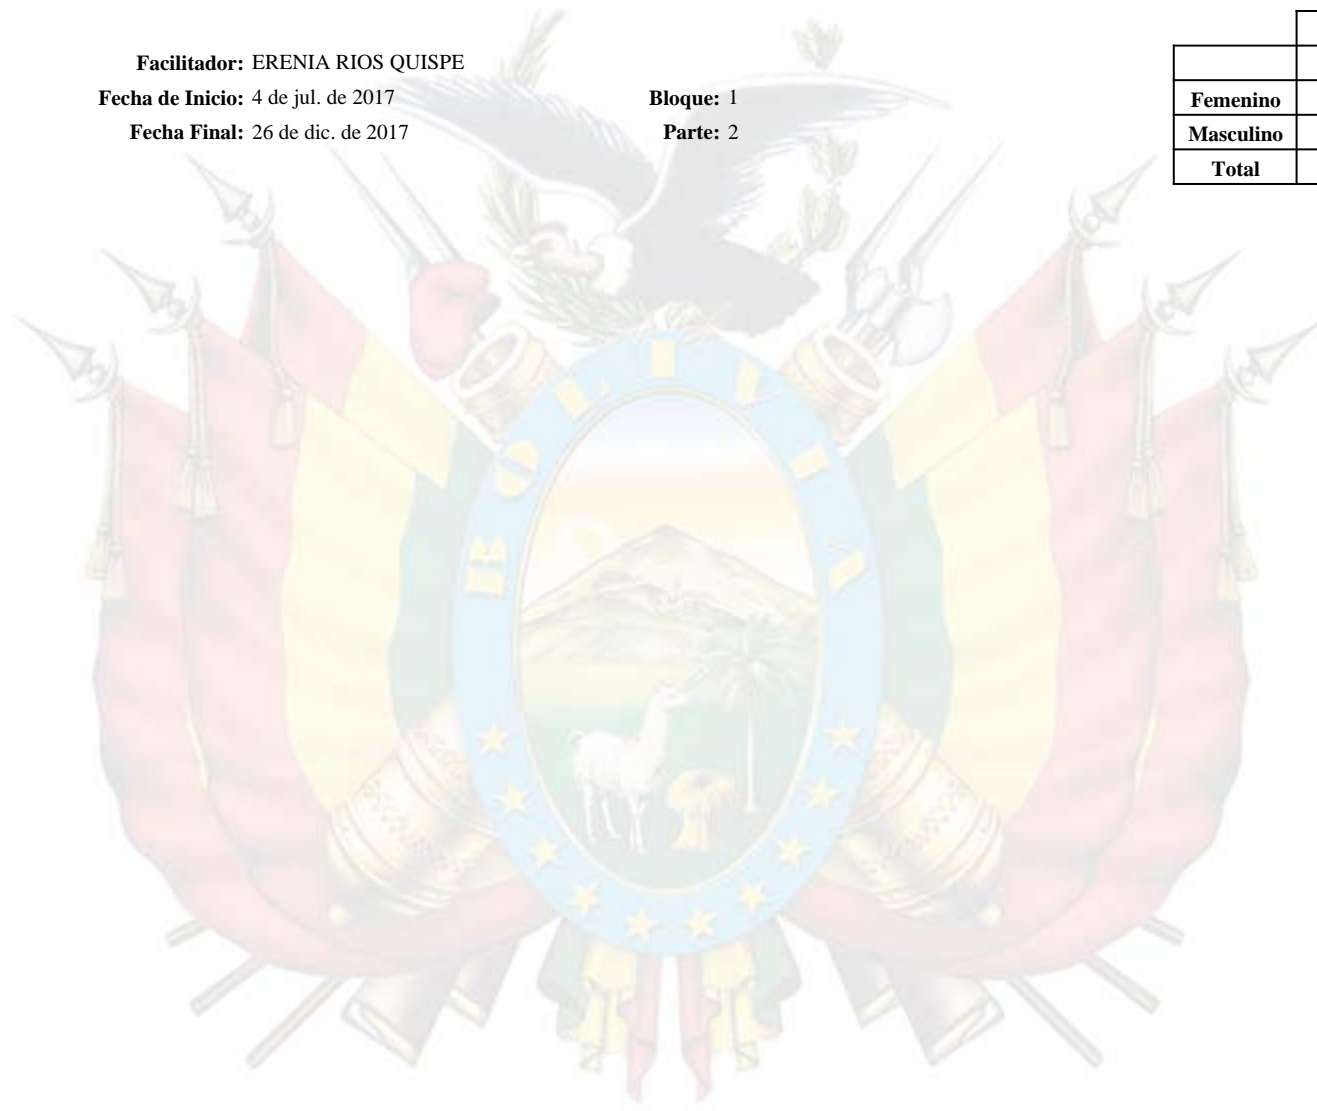 Facilitador: ERENIA RIOS QUISPE
Fecha de Inicio: 4 de jul. de 2017 Bloque: 1
Fecha Final: 26 de dic. de 2017 Parte: 2
Femenino
Masculino
Total
BOLIVIA